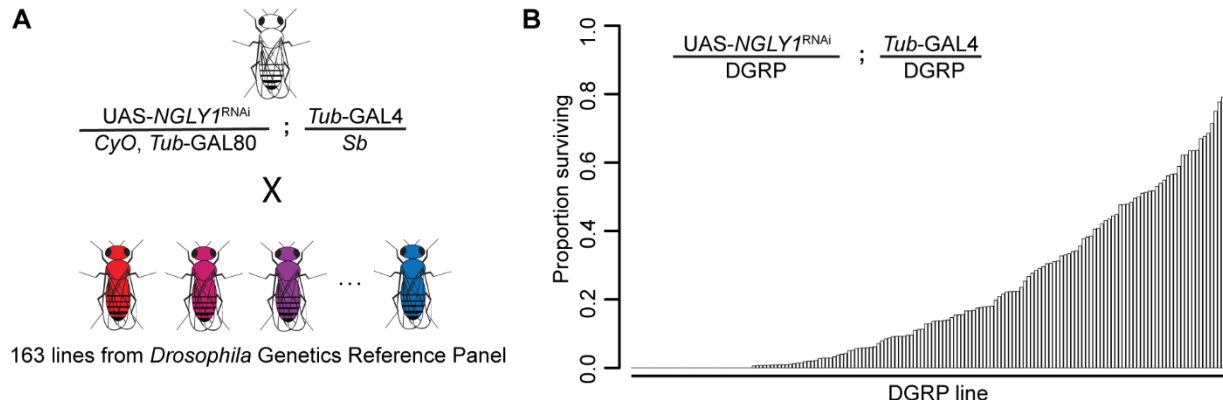 A
UAS-NGLY1RNAi ; Tub-GAL4
CyO, Tub-GAL80 Sb
X
...
163 lines from Drosophila Genetics Reference Panel
B
UAS-NGLY1RNAi ; Tub-GAL4
DGRP DGRP
Proportion surviving
1.0
0.8
0.6
0.4
0.2
0.0
DGRP line